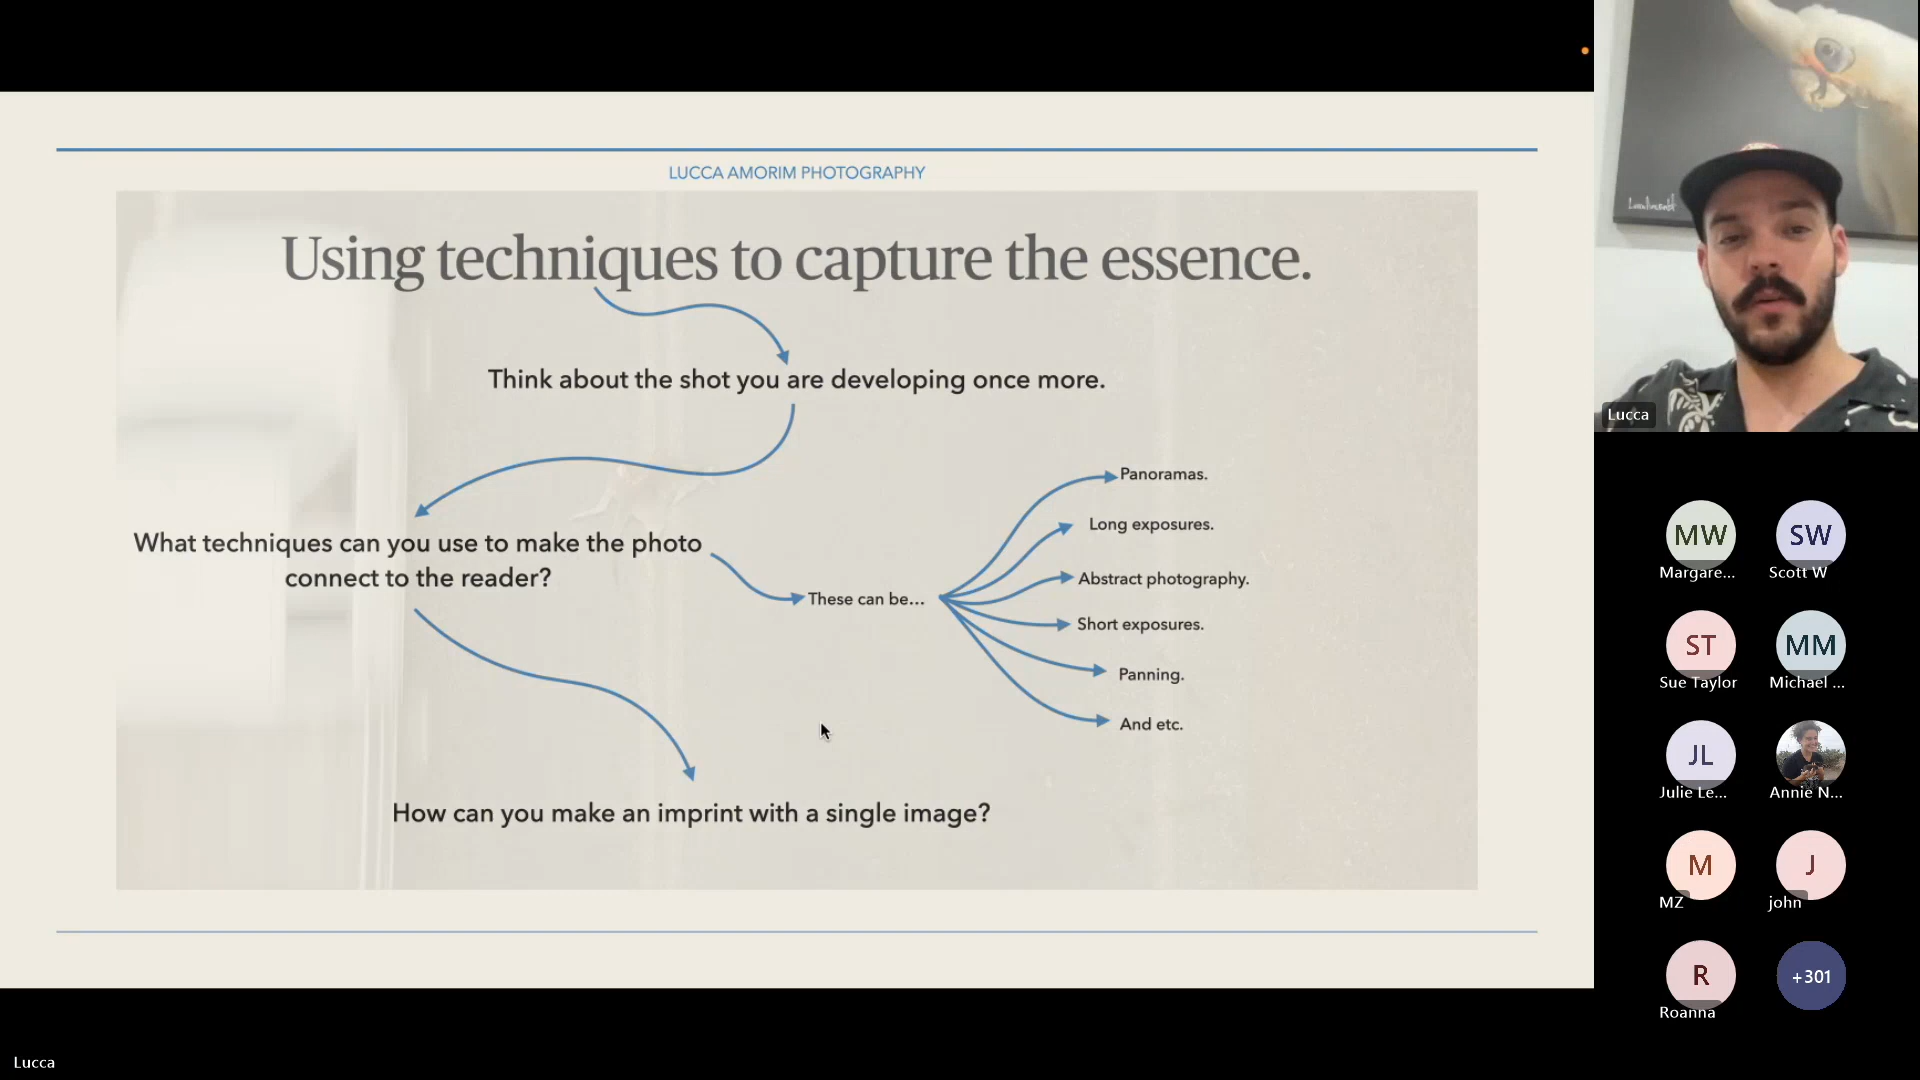 LUCCA AMORIM PHOTOGRAPHY
Using techniques to capture the essence.
Think about the shot you are developing once more.
What techniques can you use to make the photo
connect to the reader?
These can be...
Panoramas.
Long exposures.
Abstract photography.
Short exposures.
Panning.
And etc.
How can you make an imprint with a single image?
Lucca
MW
Margare...
SW
Scott W
ST
Sue Taylor
MM
Michael ...
JL
Julie Le...
Annie N...
M
MZ
J
john
R
Roanna
+301
Lucca